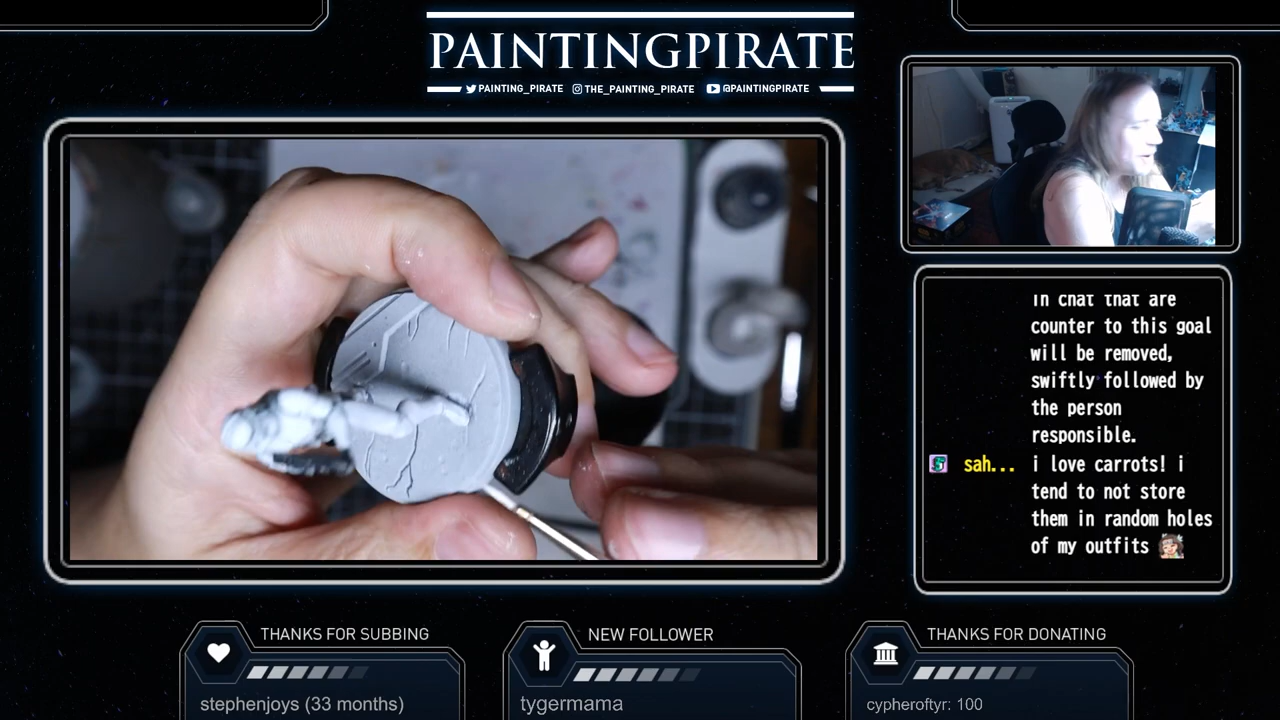 PAINTINGPIRATE
PAINTING_PIRATE THE_PAINTING_PIRATE @PAINTINGPIRATE
in chat that are
counter to this goal
will be removed,
swiftly followed by
the person
responsible.
sah... i love carrots! i
tend to not store
them in random holes
of my outfits
THANKS FOR SUBBING
stephenjoys (33 months)
NEW FOLLOWER
tygermama
THANKS FOR DONATING
cypheroftyr: 100